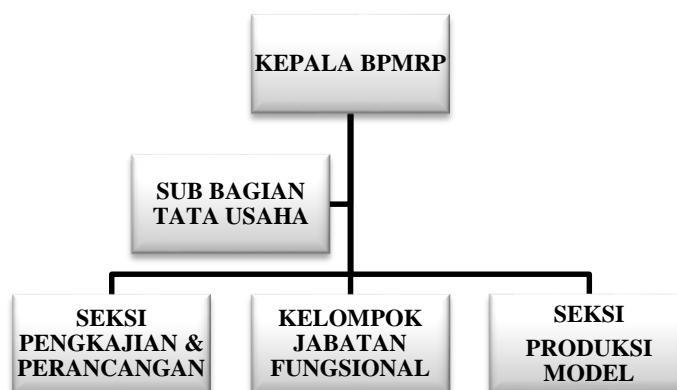 KEPALA BPMRP
SUB BAGIAN
TATA USAHA
SEKSI
PENGKAJIAN &
PERANCANGAN
KELOMPOK
JABATAN
FUNGSIONAL
SEKSI
PRODUKSI
MODEL